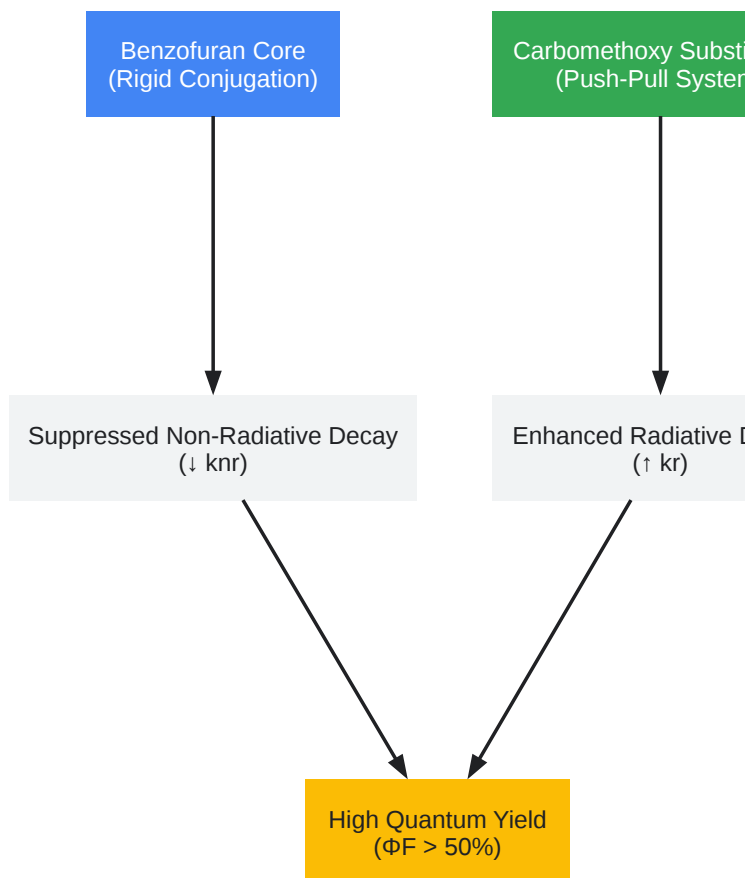 Benzofuran Core
(Rigid Conjugation)
Carbomethoxy Substi
(Push-Pull System
Suppressed Non-Radiative Decay
(↓ knr)
Enhanced Radiative
(↑ kr)
High Quantum Yield
(ΦF > 50%)